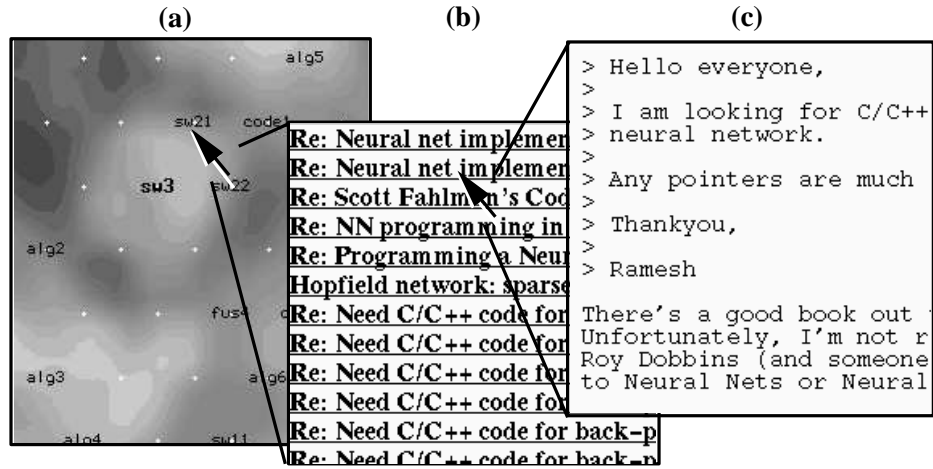 (a)
(b)
(c)
alg5
sw21 code1
sw3 sw22
alg2
fus4
alg3 alg6
alg4 sw11
Re: Neural net implemen
Re: Neural net implemen
Re: Scott Fahlman's Cod
Re: NN programming in
Re: Programming a Neur
Hopfield network: sparse
Re: Need C/C++ code for
Re: Need C/C++ code for
Re: Need C/C++ code for
Re: Need C/C++ code for
Re: Need C/C++ code for back-p
Re: Need C/C++ code for back-p
> Hello everyone,
>
> I am looking for C/C++
> neural network.
>
> Any pointers are much
>
> Thankyou,
>
> Ramesh
There's a good book out
Unfortunately, I'm not r
Roy Dobbins (and someone
to Neural Nets or Neural